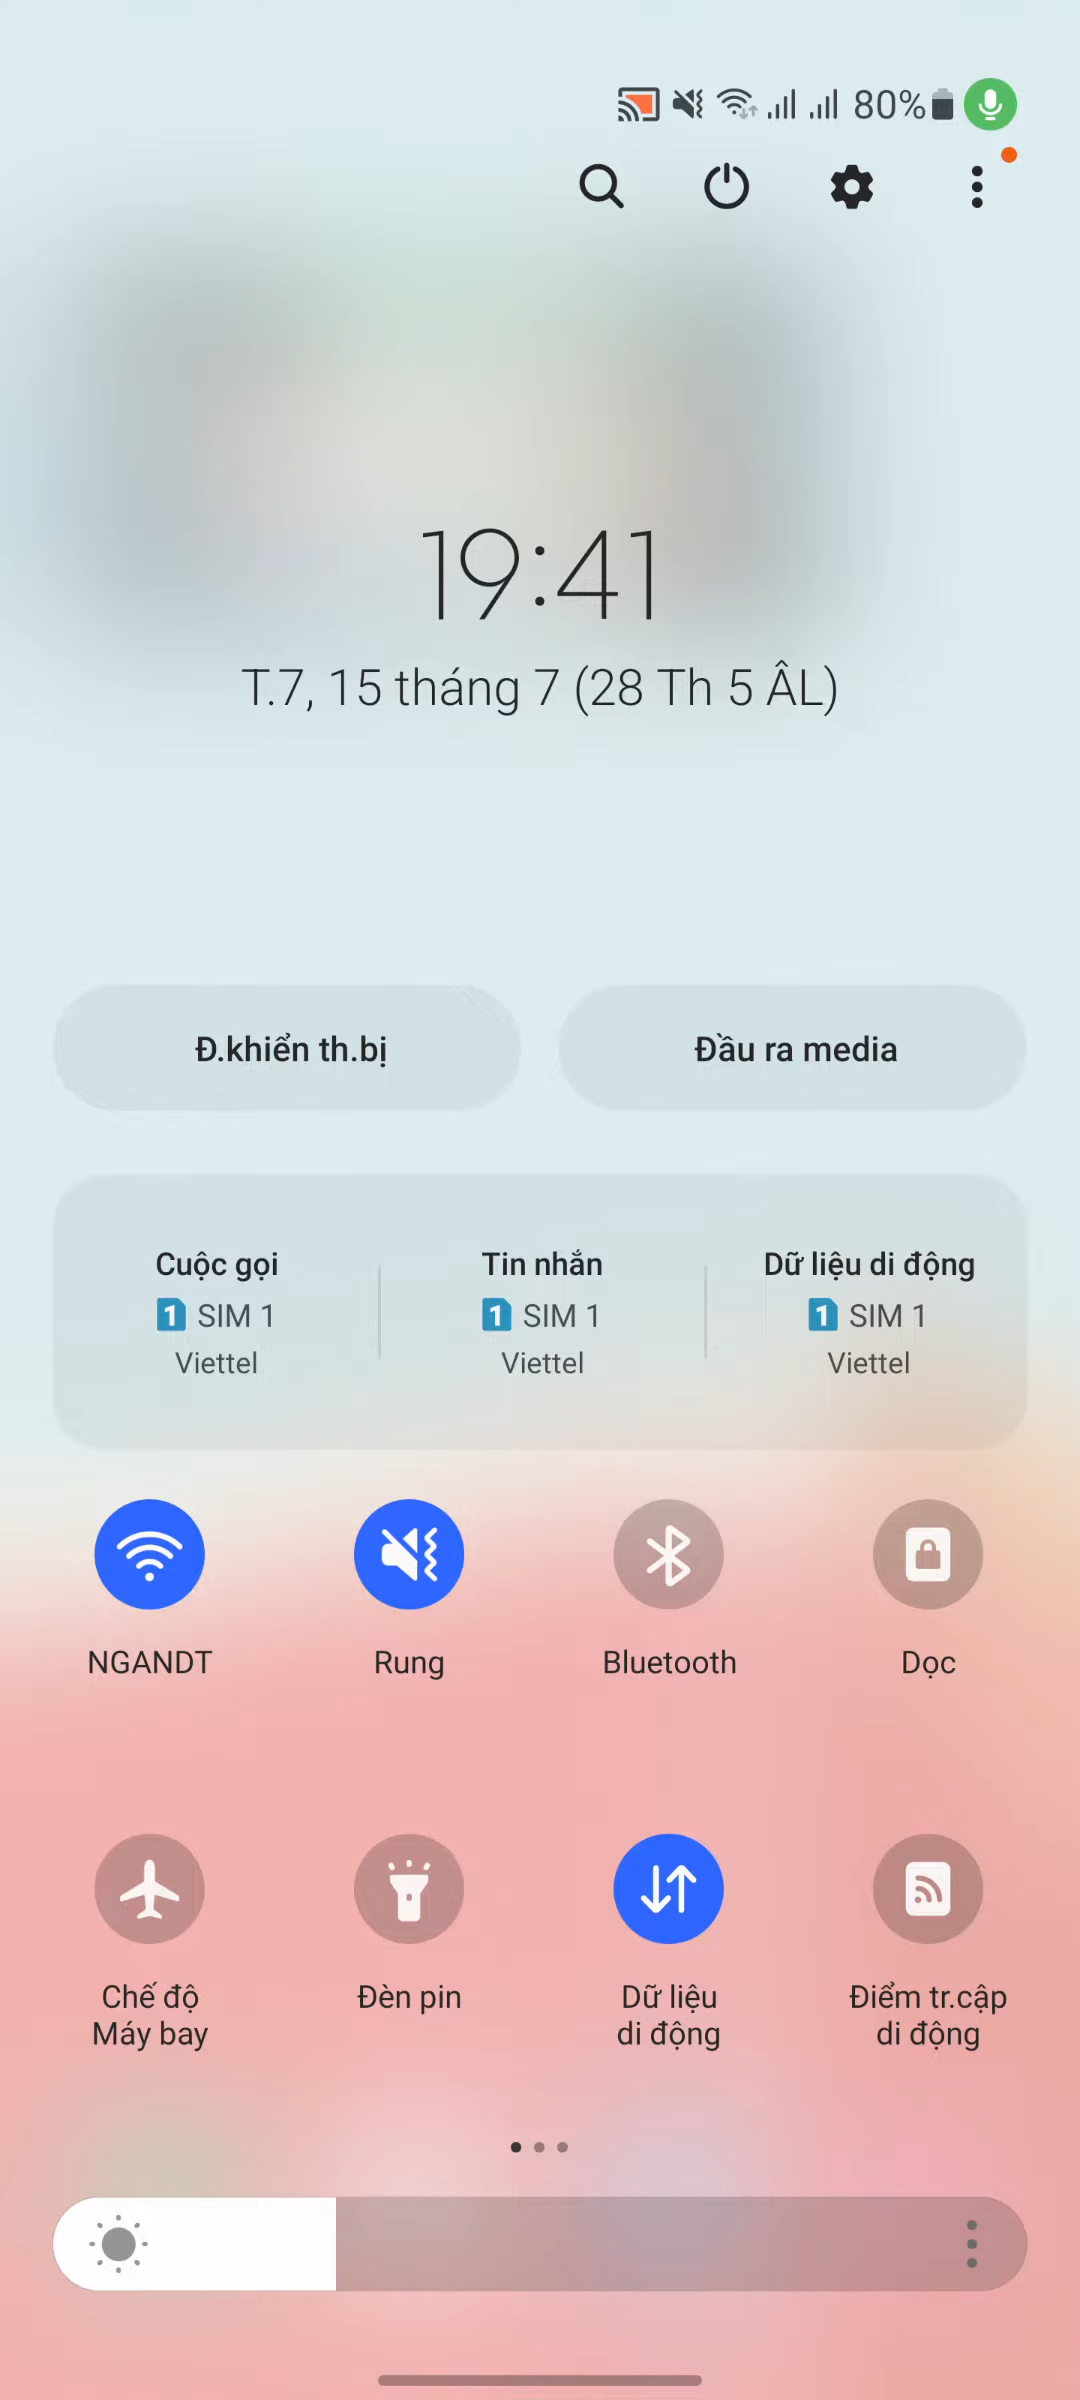 80%
19:41
T.7, 15 tháng 7 (28 Th 5 ÂL)
Đ.khiển th.bị
Đầu ra media
Cuộc gọi
1 SIM 1
Viettel
Tin nhắn
1 SIM 1
Viettel
Dữ liệu di động
1 SIM 1
Viettel
NGANDT
Rung
Bluetooth
Dọc
Chế độ
Máy bay
Đèn pin
Dữ liệu
di động
Điểm tr.cập
di động